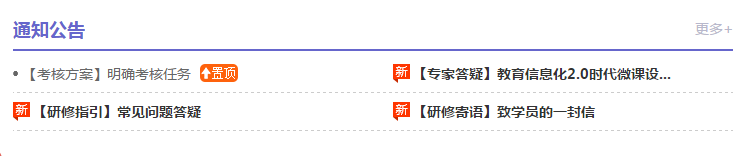 通知公告 更多+
• 【考核方案】明确考核任务 置顶
新 【专家答疑】教育信息化2.0时代微课设...
新 【研修指引】常见问题答疑
新 【研修寄语】致学员的一封信